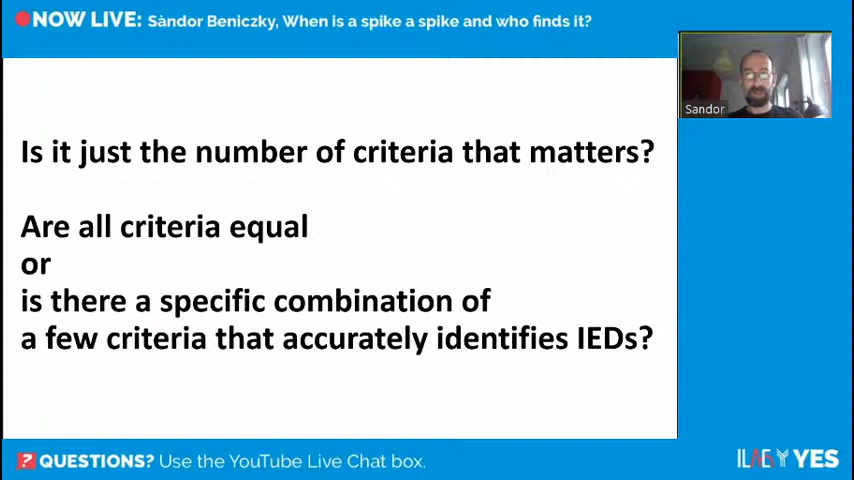 NOW LIVE: Sàndor Beniczky, When is a spike a spike and who finds it?
Sandor
Is it just the number of criteria that matters?
Are all criteria equal
or
is there a specific combination of
a few criteria that accurately identifies IEDs?
? QUESTIONS? Use the YouTube Live Chat box.
ILAE YES